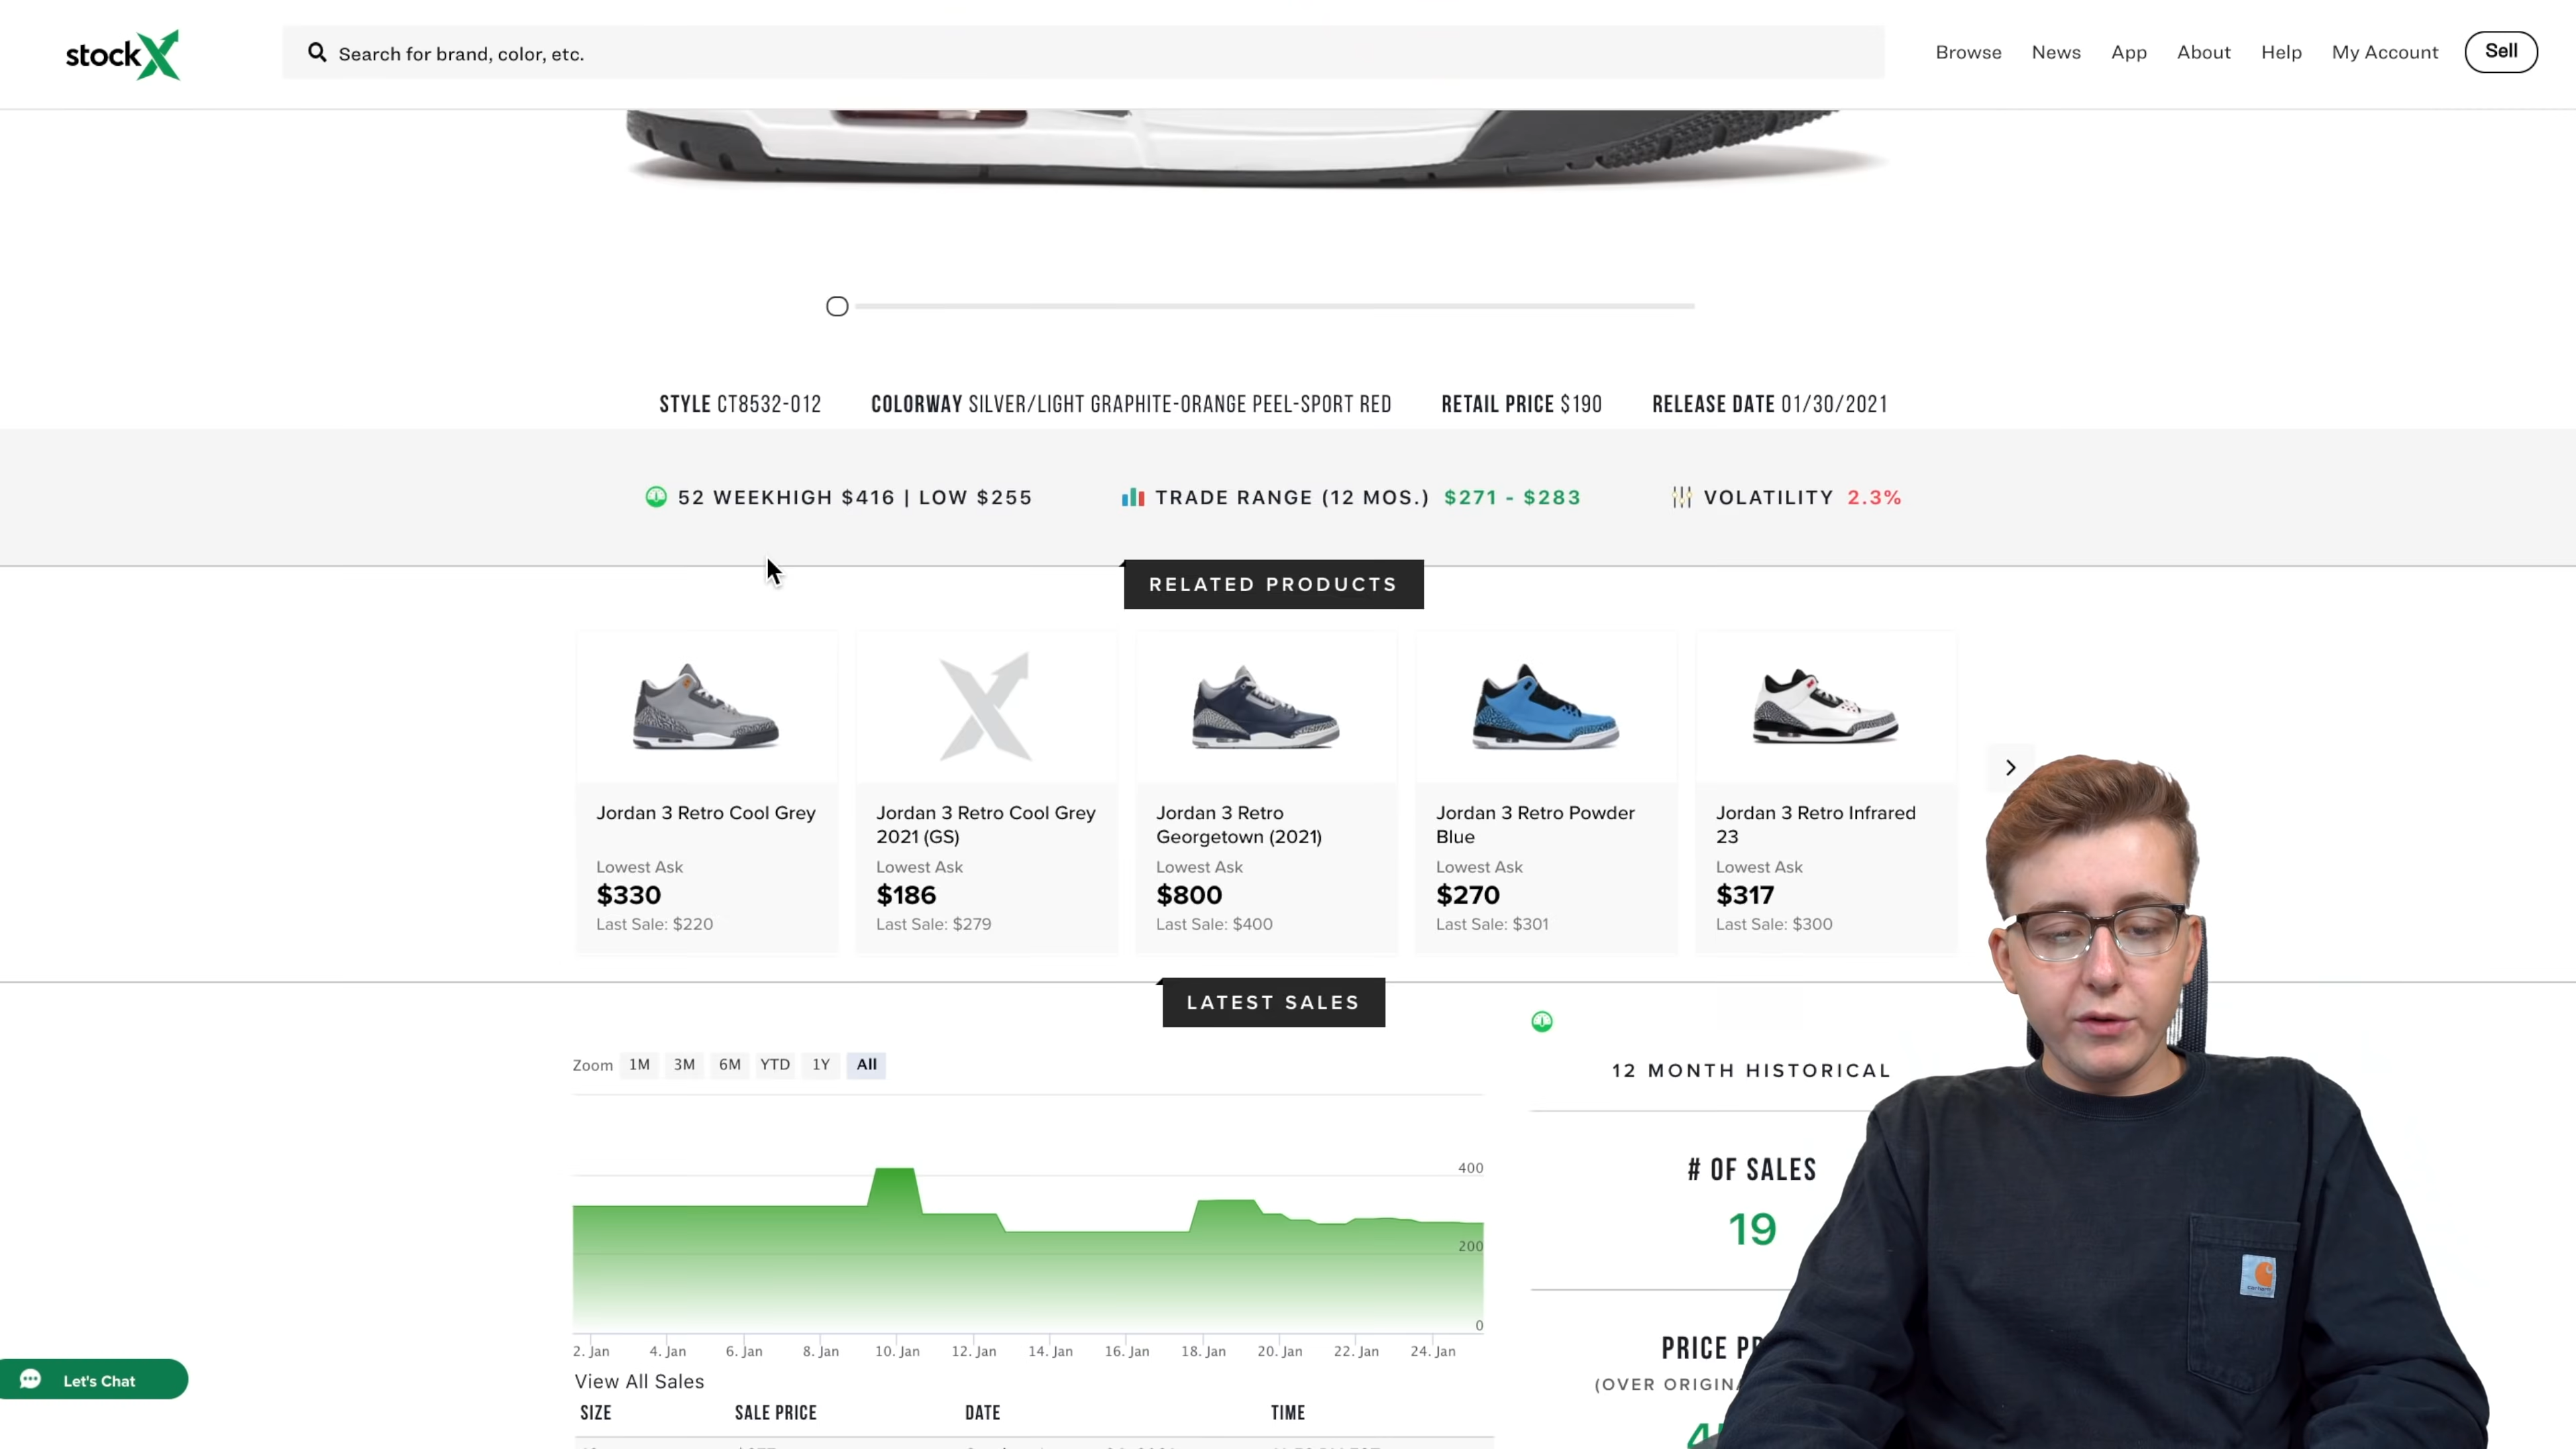 stockX
Search for brand, color, etc.
Browse News App About Help My Account Sell
STYLE CT8532-012 COLORWAY SILVER/LIGHT GRAPHITE-ORANGE PEEL-SPORT RED RETAIL PRICE $190 RELEASE DATE 01/30/2021
52 WEEKHIGH $416 | LOW $255 TRADE RANGE (12 MOS.) $271 - $283 VOLATILITY 2.3%
RELATED PRODUCTS
Jordan 3 Retro Cool Grey
Lowest Ask
$330
Last Sale: $220
Jordan 3 Retro Cool Grey
2021 (GS)
Lowest Ask
$186
Last Sale: $279
Jordan 3 Retro
Georgetown (2021)
Lowest Ask
$800
Last Sale: $400
Jordan 3 Retro Powder
Blue
Lowest Ask
$270
Last Sale: $301
Jordan 3 Retro Infrared
23
Lowest Ask
$317
Last Sale: $300
LATEST SALES
Zoom 1M 3M 6M YTD 1Y All
400
200
0
2. Jan 4. Jan 6. Jan 8. Jan 10. Jan 12. Jan 14. Jan 16. Jan 18. Jan 20. Jan 22. Jan 24. Jan
View All Sales
SIZE SALE PRICE DATE TIME
12 MONTH HISTORICAL
# OF SALES
19
PRICE
(OVER
Let's Chat